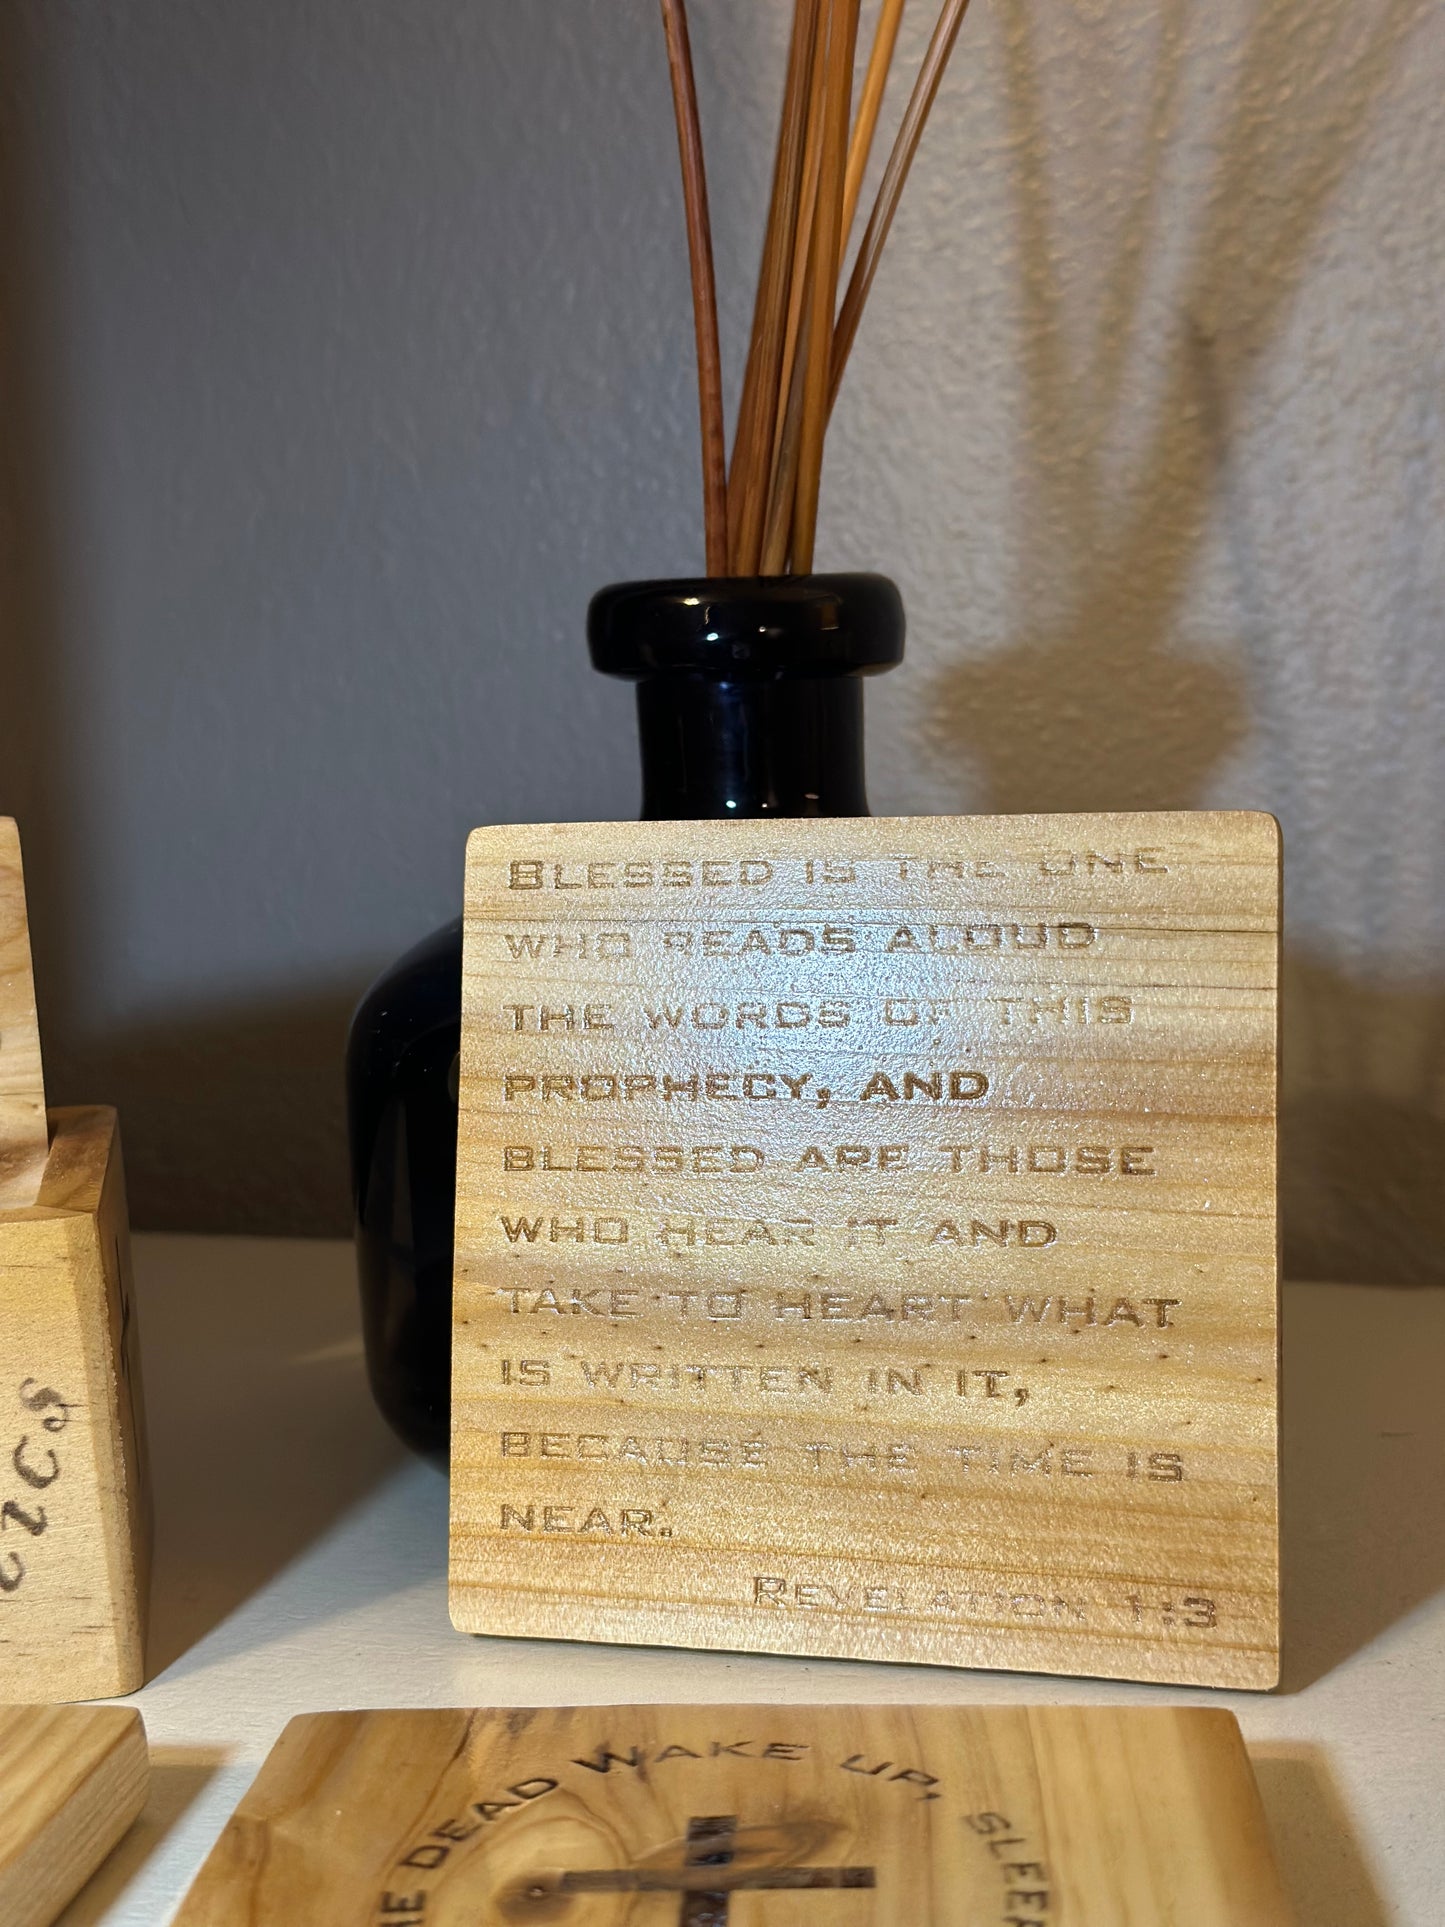 BLESSED IS THE ONE
WHO READS ALOUD
THE WORDS OF THIS
PROPHECY, AND
BLESSED ARE THOSE
WHO HEAR IT AND
TAKE TO HEART WHAT
IS WRITTEN IN IT,
BECAUSE THE TIME IS
NEAR.
REVELATION 1:3
DEAD WAKE UP,